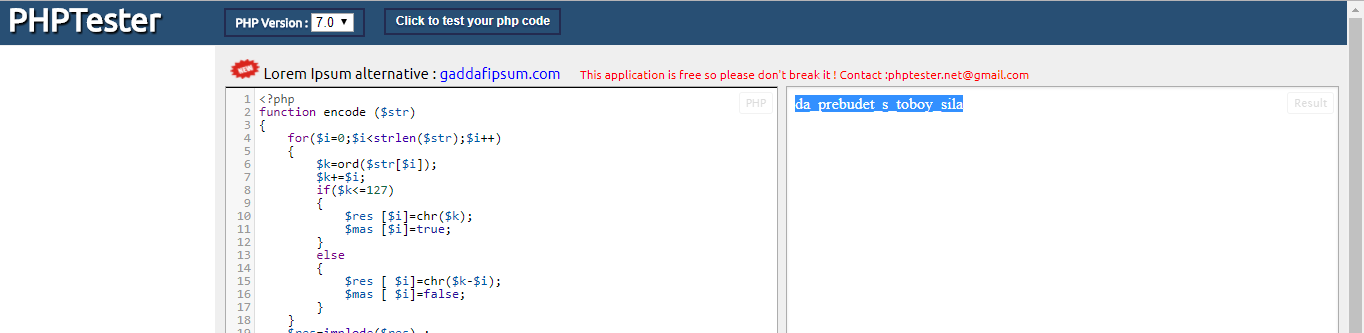 PHPTester
PHP Version : 7.0 Click to test your php code
NEW Lorem Ipsum alternative : gaddafipsum.com This application is free so please don't break it ! Contact :phptester.net@gmail.com
PHP
Result
1 <?php
2 function encode ($str)
3 {
4 for($i=0;$i<strlen($str);$i++)
5 {
6 $k=ord($str[$i]);
7 $k+=$i;
8 if($k<=127)
9 {
10 $res [$i]=chr($k);
11 $mas [$i]=true;
12 }
13 else
14 {
15 $res [ $i]=chr($k-$i);
16 $mas [ $i]=false;
17 }
18 }
19 $res=implode($res) ;
da_prebudet_s_toboy_sila